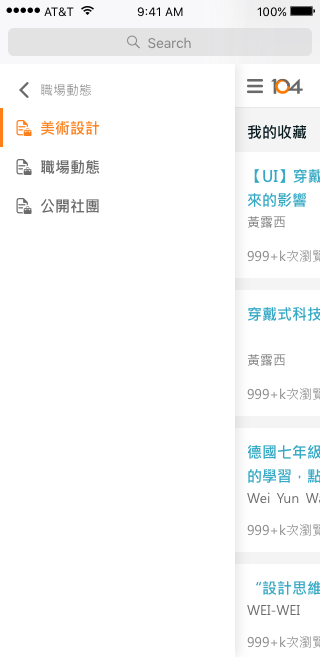 AT&T 9:41 AM 100%
Search
職場動態
美術設計
職場動態
公開社團
104
我的收藏
【UI】穿戴
來的影響
黃露西
999+k次瀏覽
穿戴式科技
黃露西
999+k次瀏覽
德國七年級
的學習，點
Wei Yun Wa
999+k次瀏覽
“設計思維
WEI-WEI
999+k次瀏覽